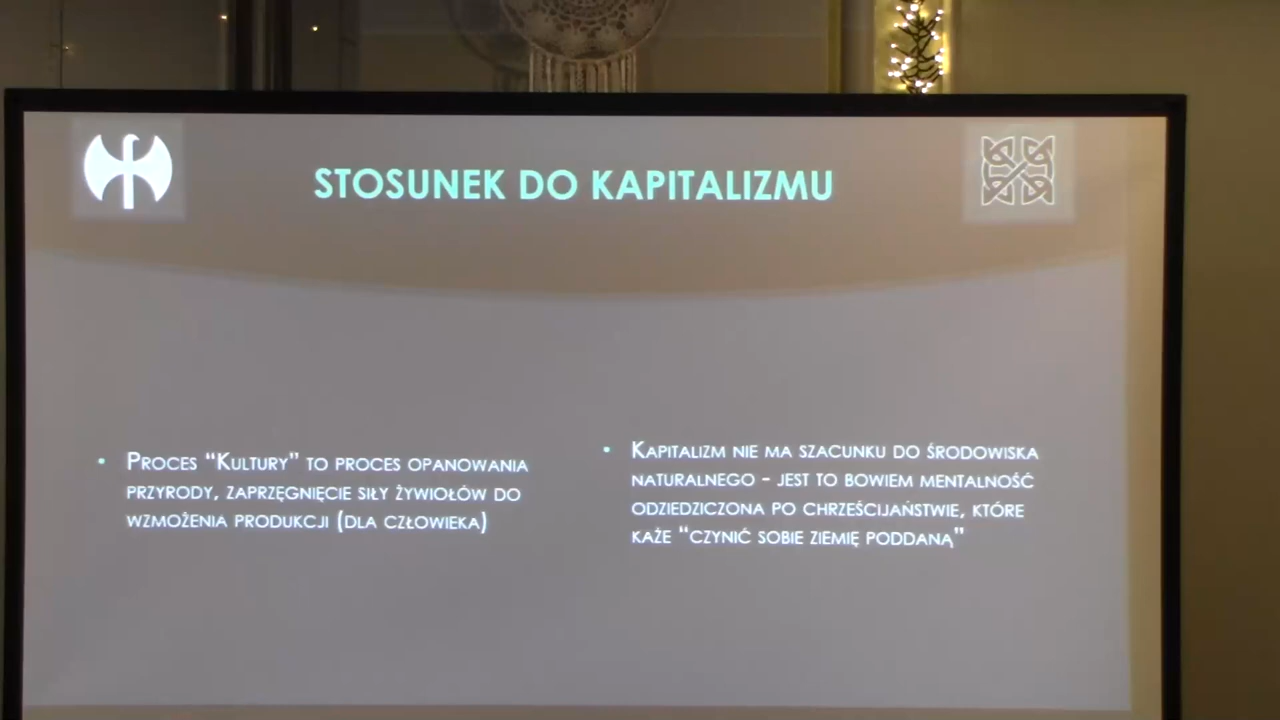 STOSUNEK DO KAPITALIZMU
PROCES “KULTURY” TO PROCES OPANOWANIA
PRZYRODY, ZAPRZĘGNIĘCIE SIŁY ŻYWIOŁÓW DO
WZMOŻENIA PRODUKCJI (DLA CZŁOWIEKA)
KAPITALIZM NIE MA SZACUNKU DO ŚRODOWISKA
NATURALNEGO - JEST TO BOWIEM MENTALNOŚĆ
ODZIEDZICZONA PO CHRZEŚCIJAŃSTWIE, KTÓRE
KAŻE “CZYNIĆ SOBIE ZIEMIĘ PODDANĄ”